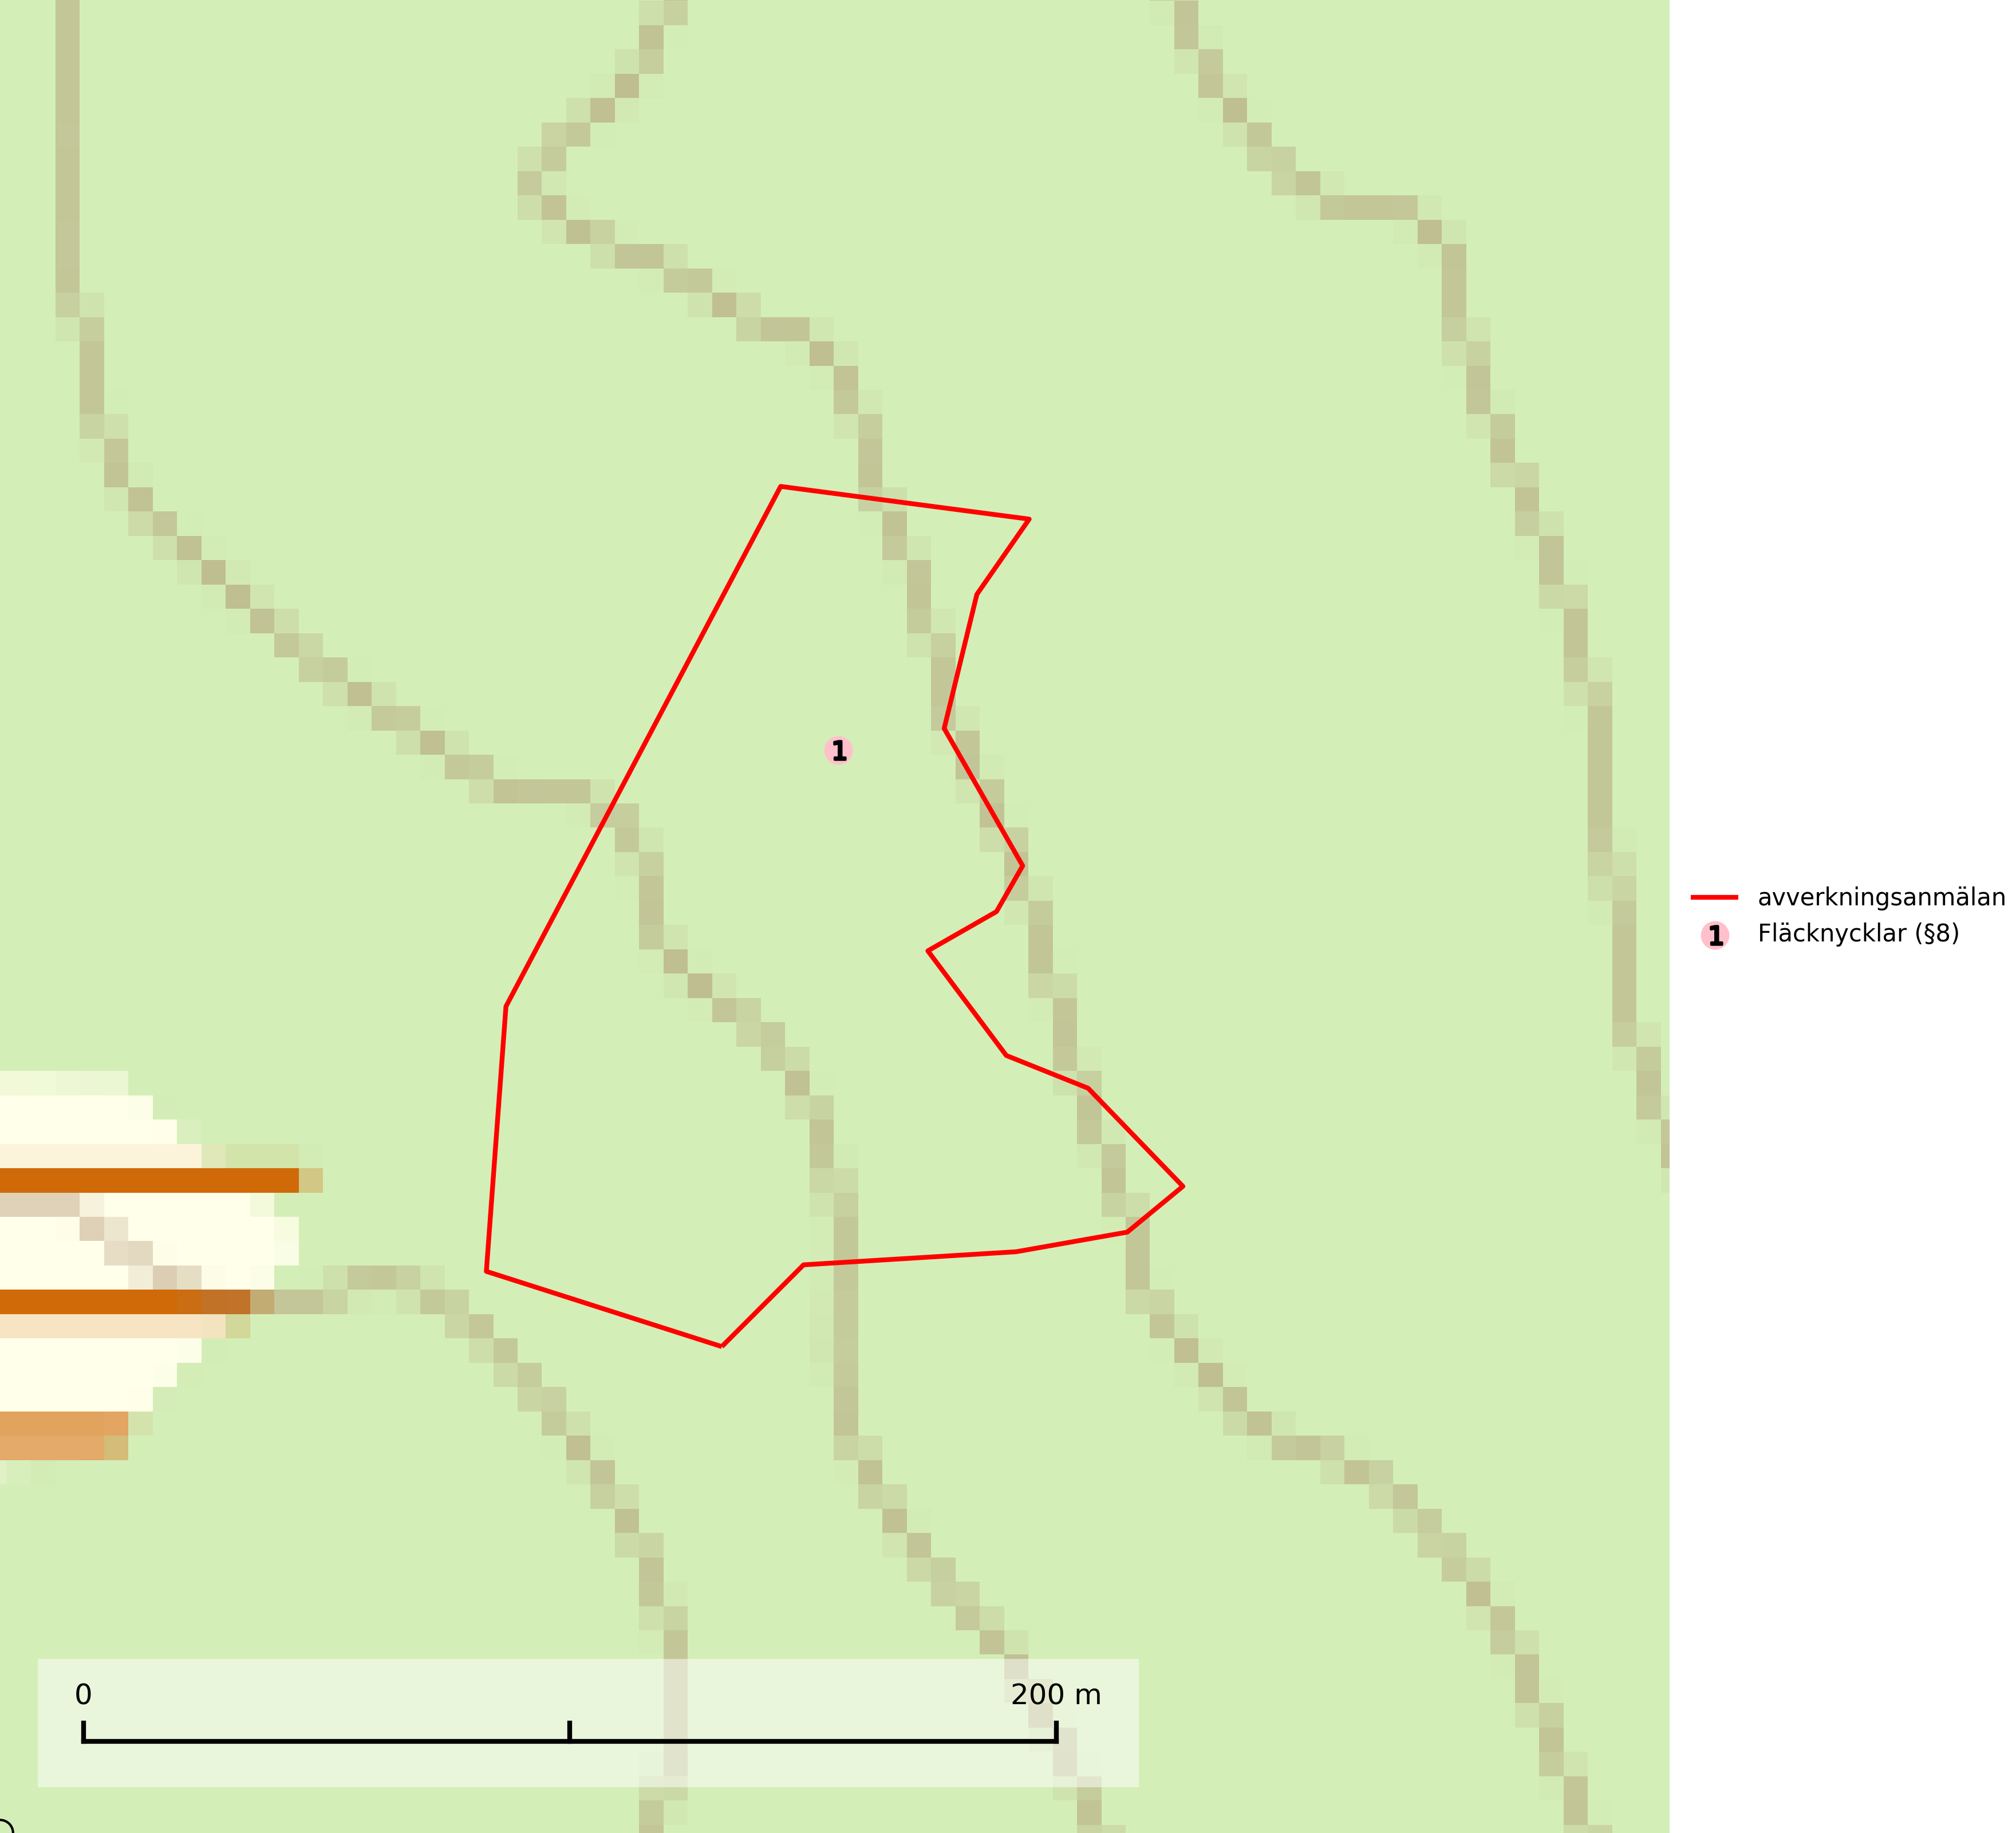 1
avverkningsanmälan
1 Fläcknycklar (§8)
0 200 m